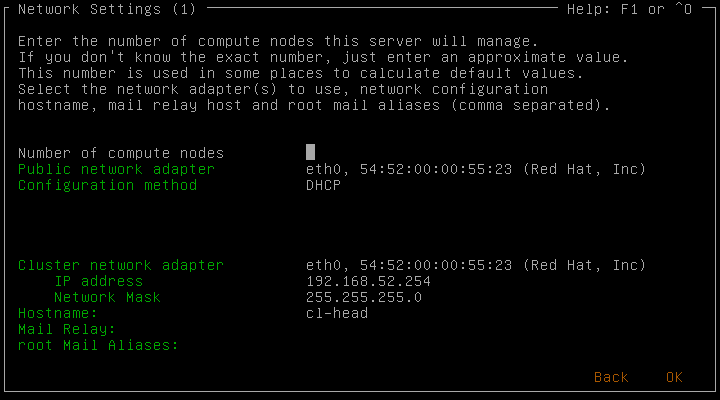 Network Settings (1)
Help: F1 or ^O
Enter the number of compute nodes this server will manage.
If you don't know the exact number, just enter an approximate value.
This number is used in some places to calculate default values.
Select the network adapter(s) to use, network configuration
hostname, mail relay host and root mail aliases (comma separated).
Number of compute nodes
Public network adapter eth0, 54:52:00:00:55:23 (Red Hat, Inc)
Configuration method DHCP
Cluster network adapter eth0, 54:52:00:00:55:23 (Red Hat, Inc)
IP address 192.168.52.254
Network Mask 255.255.255.0
Hostname: cl-head
Mail Relay:
root Mail Aliases:
Back OK